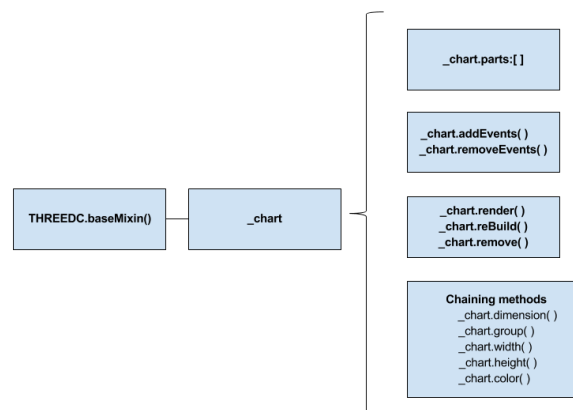 THREEDC.baseMixin()
_chart
_chart.parts:[ ]
_chart.addEvents( )
_chart.removeEvents( )
_chart.render( )
_chart.reBuild( )
_chart.remove( )
Chaining methods
_chart.dimension( )
_chart.group( )
_chart.width( )
_chart.height( )
_chart.color( )